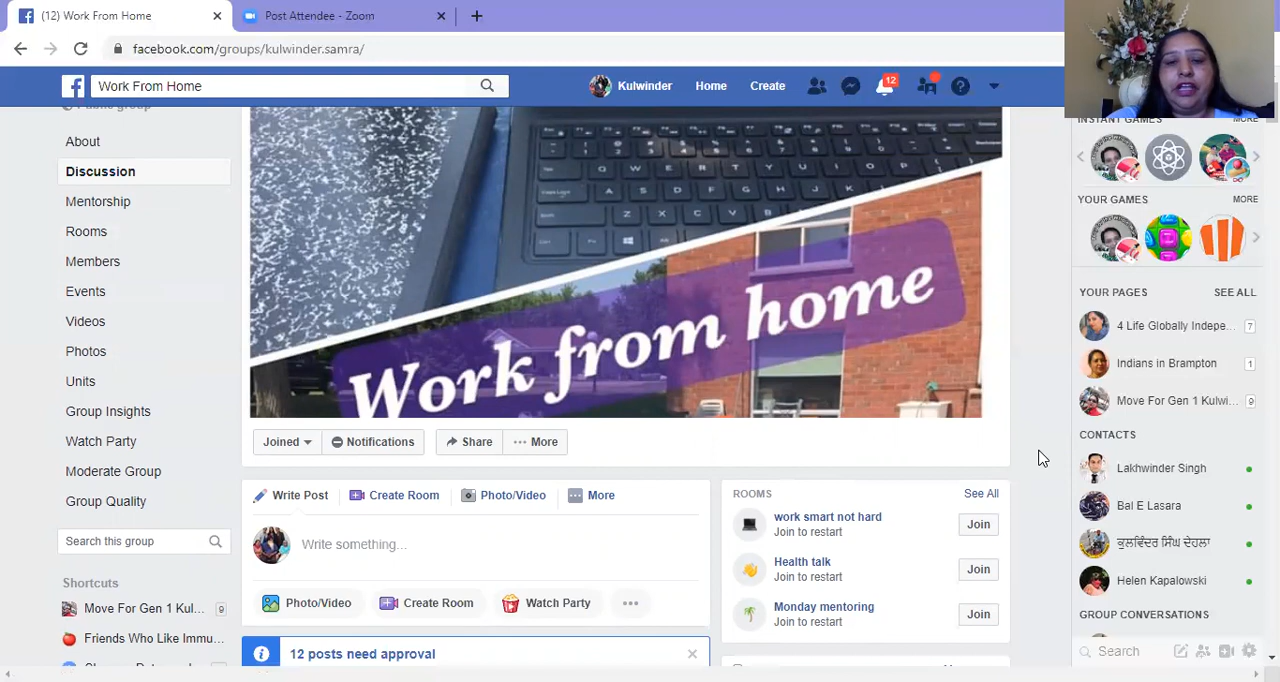 (12) Work From Home
Post Attendee - Zoom
facebook.com/groups/kulwinder.samra/
Work From Home
Kulwinder
Home
Create
12
Public group
About
Discussion
Mentorship
Rooms
Members
Events
Videos
Photos
Units
Group Insights
Watch Party
Moderate Group
Group Quality
Search this group
Shortcuts
Move For Gen 1 Kul... 9
Friends Who Like Immu...
Work from home
Joined
Notifications
Share
More
Write Post
Create Room
Photo/Video
More
Write something...
Photo/Video
Create Room
Watch Party
12 posts need approval
ROOMS
See All
work smart not hard
Join to restart
Join
Health talk
Join to restart
Join
Monday mentoring
Join to restart
Join
INSTANT GAMES
MORE
YOUR GAMES
MORE
YOUR PAGES
SEE ALL
4 Life Globally Indepe... 7
Indians in Brampton 1
Move For Gen 1 Kulwi... 9
CONTACTS
Lakhwinder Singh
Bal E Lasara
ਕੁਲਵਿੰਦਰ ਸਿੰਘ ਦੇਹਲਾ
Helen Kapalowski
GROUP CONVERSATIONS
Search